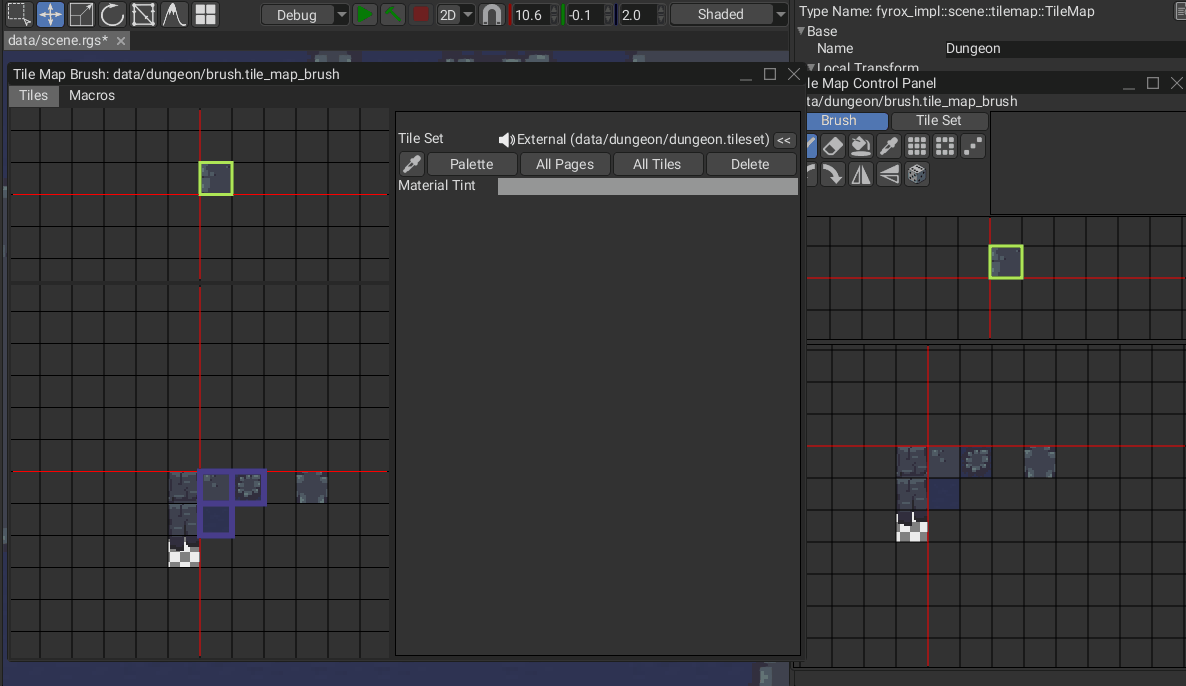 Debug 2D 10.6 -0.1 2.0 Shaded
data/scene.rgs*
Type Name: fyrox_impl::scene::tilemap::TileMap
Base
Name Dungeon
Local Transform
Tile Map Brush: data/dungeon/brush.tile_map_brush
Tiles Macros
Tile Set External (data/dungeon/dungeon.tileset) <<
Palette All Pages All Tiles Delete
Material Tint
le Map Control Panel
ta/dungeon/brush.tile_map_brush
Brush Tile Set